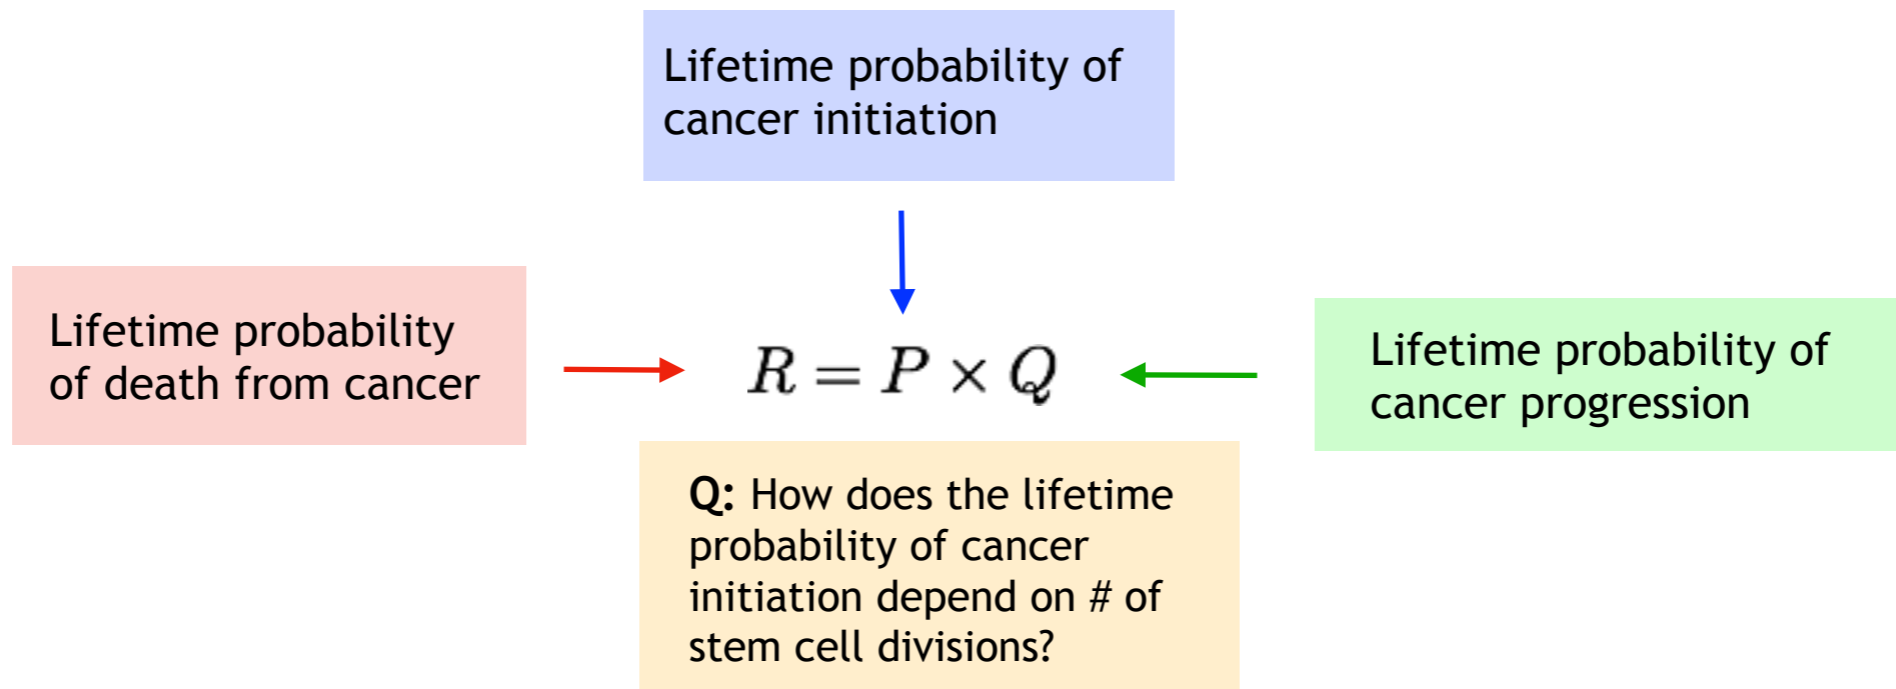 Lifetime probability of
cancer initiation
Lifetime probability
of death from cancer
R = P × Q
Lifetime probability of
cancer progression
Q: How does the lifetime
probability of cancer
initiation depend on # of
stem cell divisions?